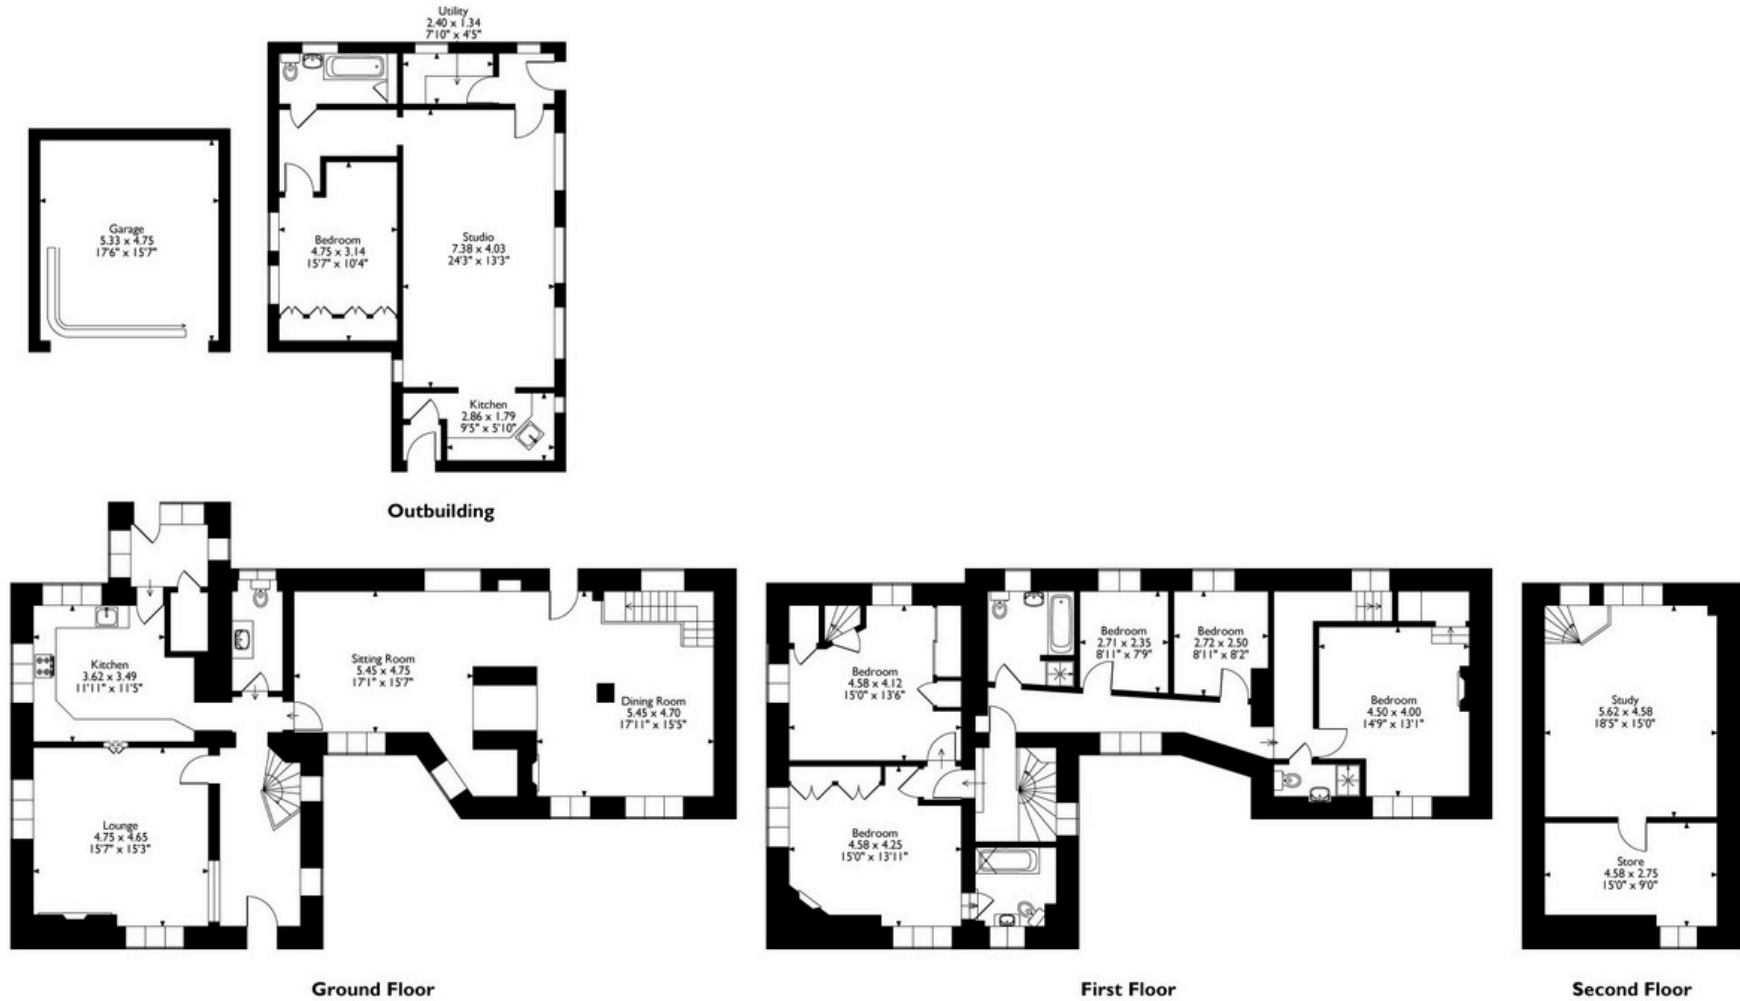 Utility
2.40 x 1.34
7'10" x 4'5"
Garage
5.33 x 4.75
17'6" x 15'7"
Bedroom
4.75 x 3.14
15'7" x 10'4"
Studio
7.38 x 4.03
24'3" x 13'3"
Kitchen
2.86 x 1.79
9'5" x 5'10"
Outbuilding
Kitchen
3.62 x 3.49
11'11" x 11'5"
Sitting Room
5.45 x 4.75
17'1" x 15'7"
Dining Room
5.45 x 4.70
17'11" x 15'5"
Lounge
4.75 x 4.65
15'7" x 15'3"
Ground Floor
Bedroom
4.58 x 4.12
15'0" x 13'6"
Bedroom
2.71 x 2.35
8'11" x 7'9"
Bedroom
2.72 x 2.50
8'11" x 8'2"
Bedroom
4.50 x 4.00
14'9" x 13'1"
Bedroom
4.58 x 4.25
15'0" x 13'11"
First Floor
Study
5.62 x 4.58
18'5" x 15'0"
Store
4.58 x 2.75
15'0" x 9'0"
Second Floor